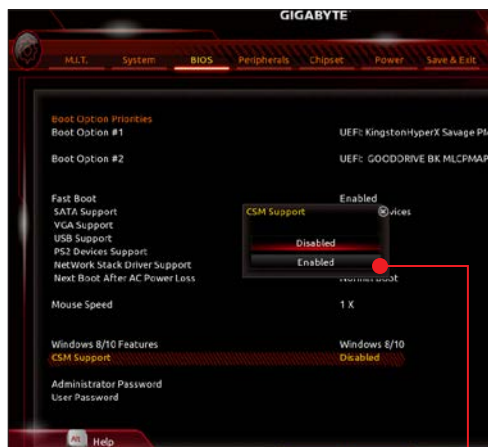 GIGABYTE
M.I.T. System BIOS Peripherals Chipset Power Save & Exit
Boot Option Priorities
Boot Option #1 UEFI: KingstonHyperX Savage
Boot Option #2 UEFI: GOODDRIVE BK
Fast Boot Enabled
SATA Support
VGA Support
USB Support
PS2 Devices Support
NetWork Stack Driver Support
Next Boot After AC Power Loss Normal Boot
CSM Support
Disabled
Enabled
Mouse Speed 1 X
Windows 8/10 Features Windows 8/10
CSM Support Disabled
Administrator Password
User Password
Alt Help